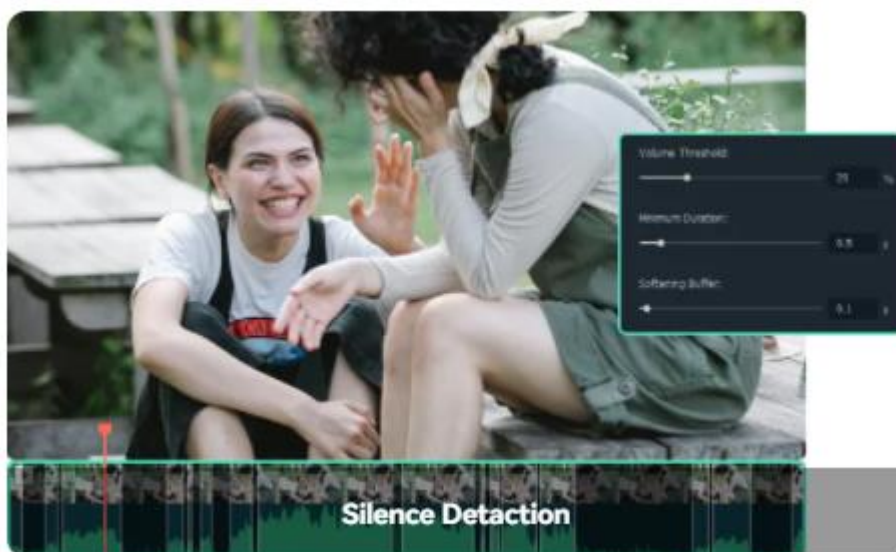 Volume Threshold:
25 %
Minimum Duration:
0.5 s
Softening Buffer:
0.1 s
Silence Detaction